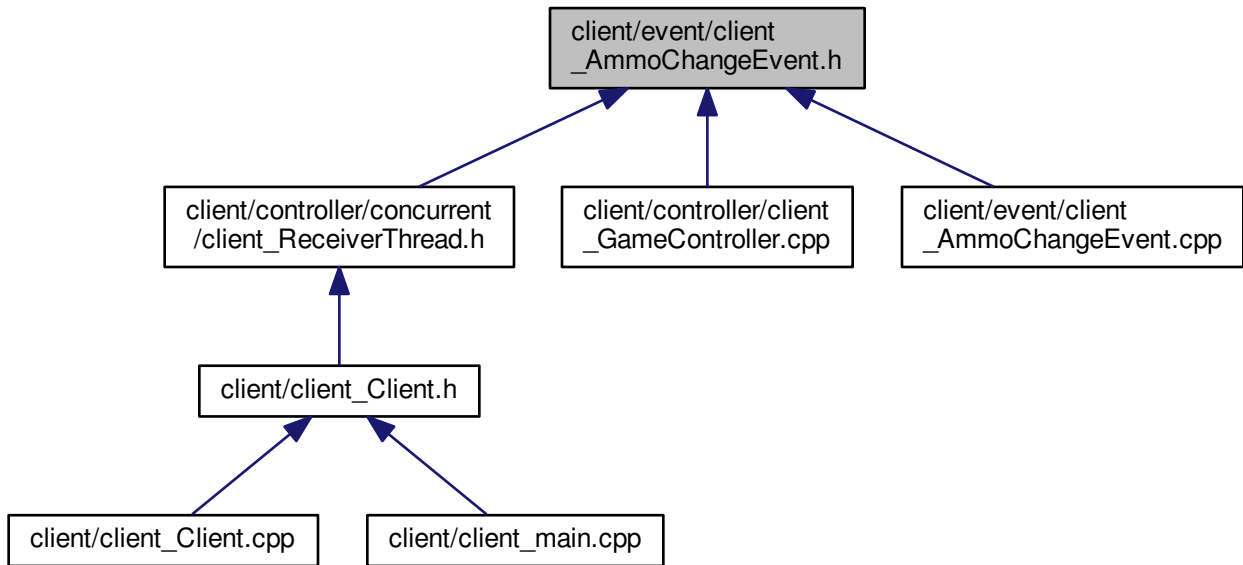 client/event/client
_AmmoChangeEvent.h
client/controller/concurrent
/client_ReceiverThread.h
client/controller/client
_GameController.cpp
client/event/client
_AmmoChangeEvent.cpp
client/client_Client.h
client/client_Client.cpp
client/client_main.cpp